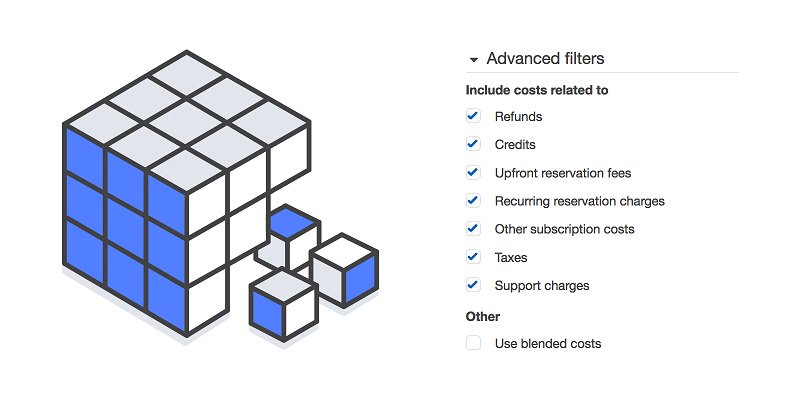 Advanced filters
Include costs related to
Refunds
Credits
Upfront reservation fees
Recurring reservation charges
Other subscription costs
Taxes
Support charges
Other
Use blended costs